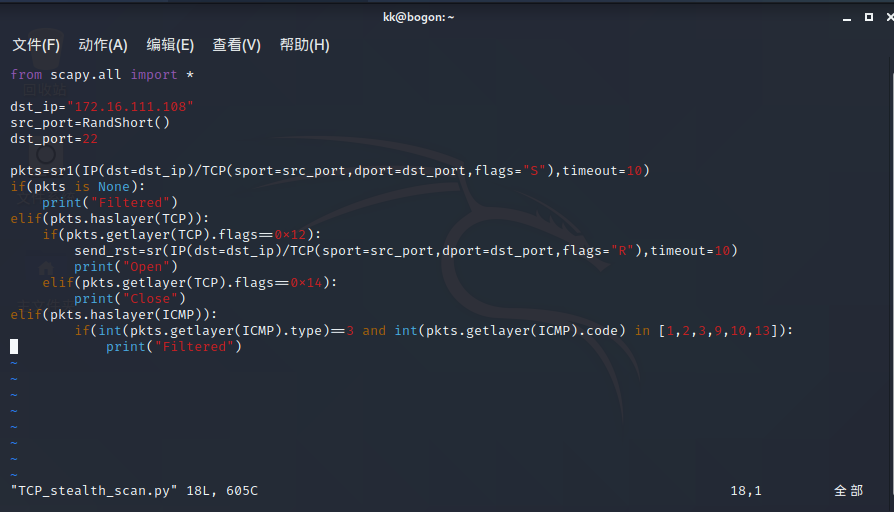 kk@bogon: ~
文件(F) 动作(A) 编辑(E) 查看(V) 帮助(H)
from scapy.all import *
dst_ip="172.16.111.108"
src_port=RandShort()
dst_port=22
pkts=sr1(IP(dst=dst_ip)/TCP(sport=src_port,dport=dst_port,flags="S"),timeout=10)
if(pkts is None):
    print("Filtered")
elif(pkts.haslayer(TCP)):
    if(pkts.getlayer(TCP).flags==0x12):
        send_rst=sr(IP(dst=dst_ip)/TCP(sport=src_port,dport=dst_port,flags="R"),timeout=10)
        print("Open")
    elif(pkts.getlayer(TCP).flags==0x14):
        print("Close")
elif(pkts.haslayer(ICMP)):
        if(int(pkts.getlayer(ICMP).type)==3 and int(pkts.getlayer(ICMP).code) in [1,2,3,9,10,13]):
            print("Filtered")
~
~
~
~
~
~
~
~
"TCP_stealth_scan.py" 18L, 605C 18,1 全部